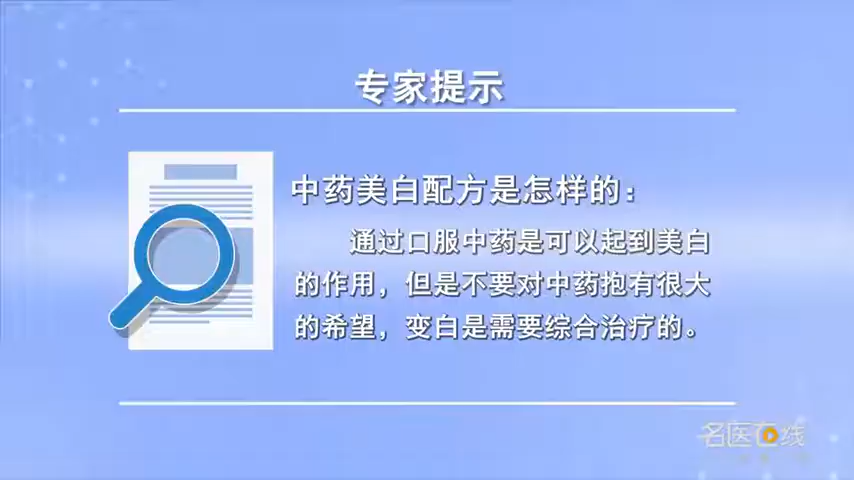 专家提示
中药美白配方是怎样的：
通过口服中药是可以起到美白
的作用，但是不要对中药抱有很大
的希望，变白是需要综合治疗的。
名医在线